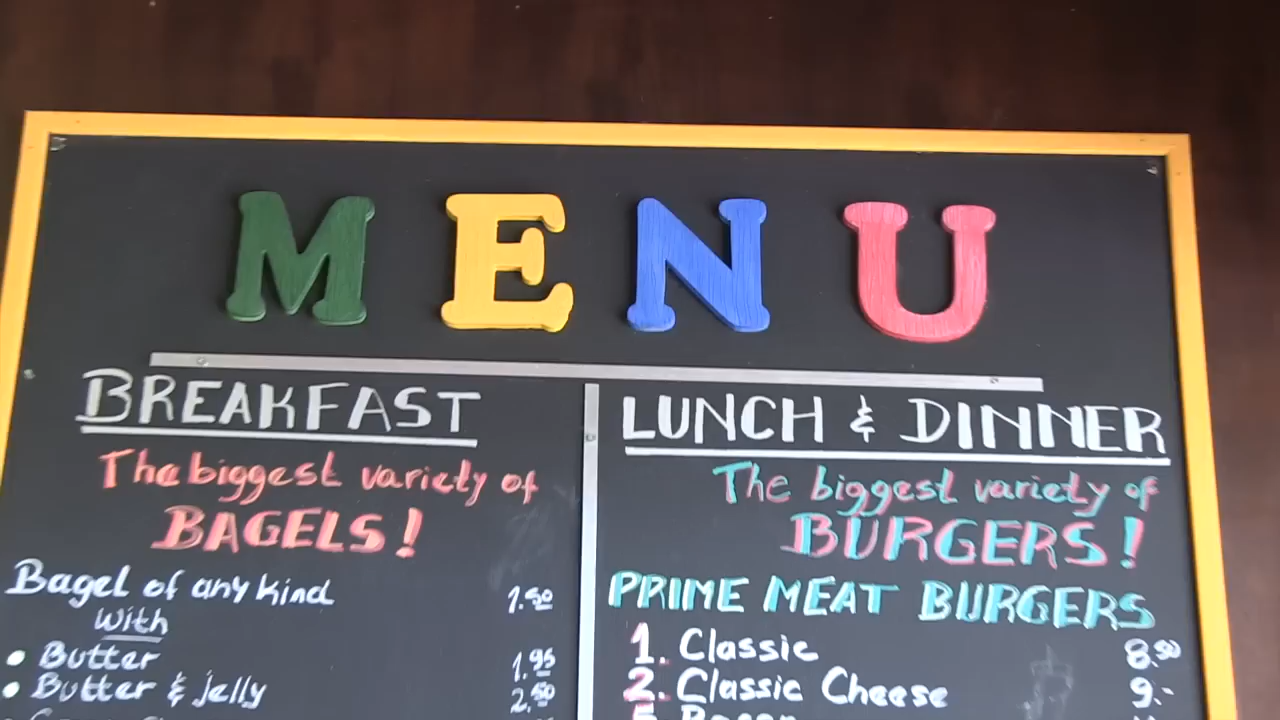 MENU
BREAKFAST
The biggest variety of
BAGELS!
Bagel of any kind 1.50
with
• Butter 1.95
• Butter & jelly 2.50
LUNCH & DINNER
The biggest variety of
BURGERS!
PRIME MEAT BURGERS
1. Classic 8.50
2. Classic Cheese 9.-
Bacon